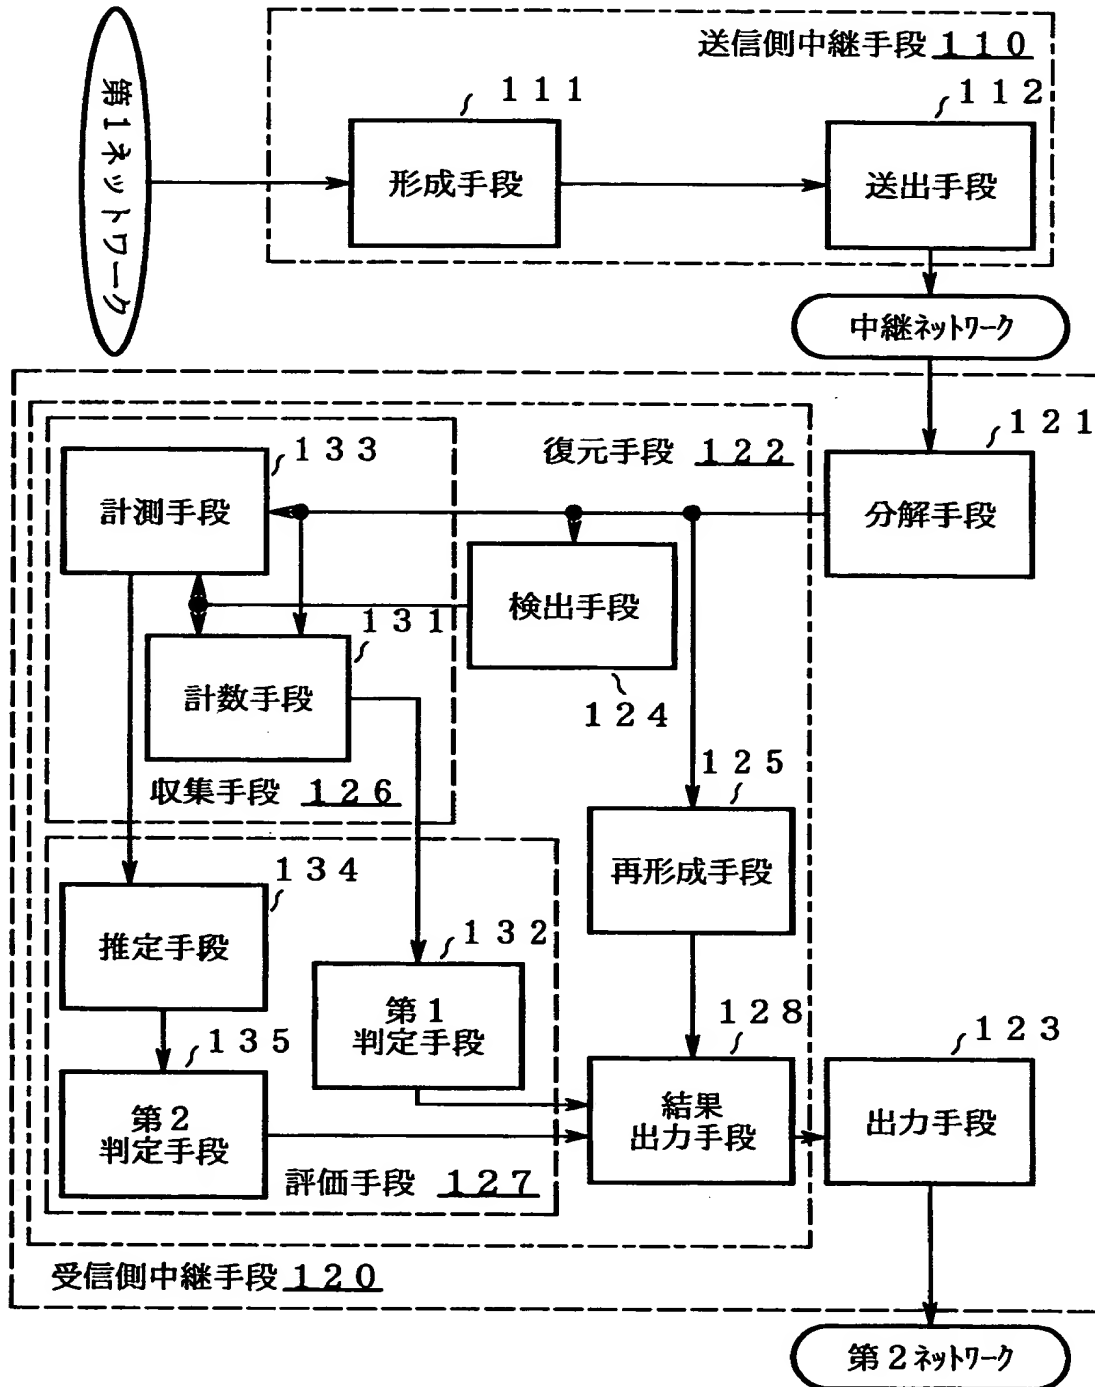 第1ネットワーク
送信側中継手段 110
111
112
形成手段
送出手段
中継ネットワーク
121
133
復元手段 122
計測手段
分解手段
検出手段
131
124
計数手段
125
収集手段 126
134
再形成手段
132
推定手段
第1
判定手段
128
123
135
結果
出力手段
出力手段
第2
判定手段
評価手段 127
受信側中継手段 120
第2ネットワーク